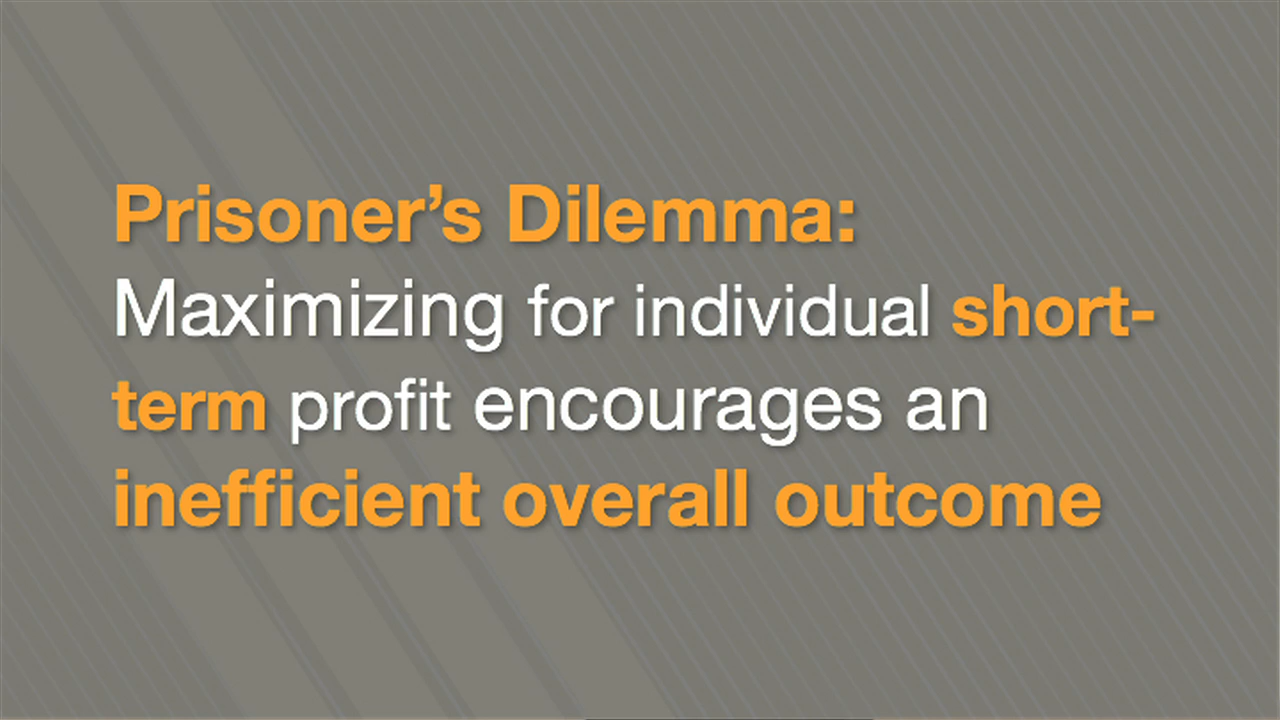 Prisoner’s Dilemma:
Maximizing for individual short-
term profit encourages an
inefficient overall outcome